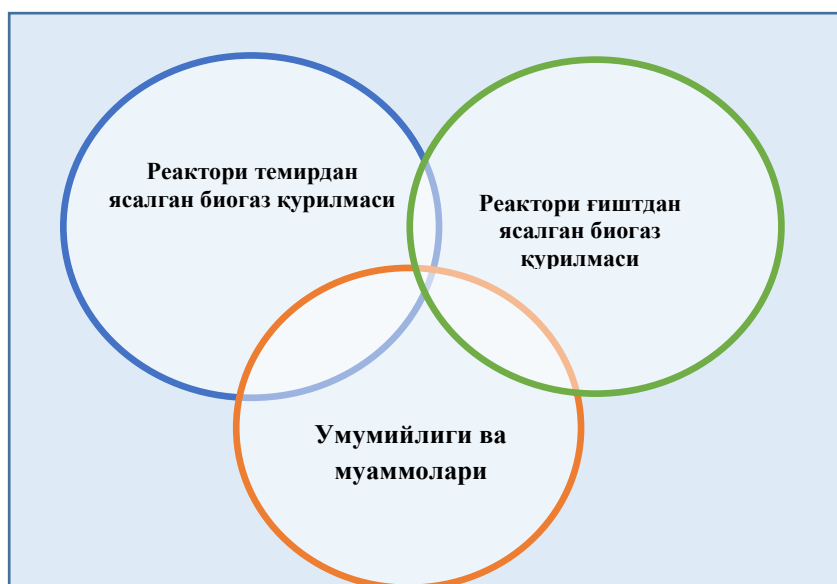 Реактори темирдан
ясалган биогаз қурилмаси
Реактори ғиштдан
ясалган биогаз
қурилмаси
Умумийлиги ва
муаммолари